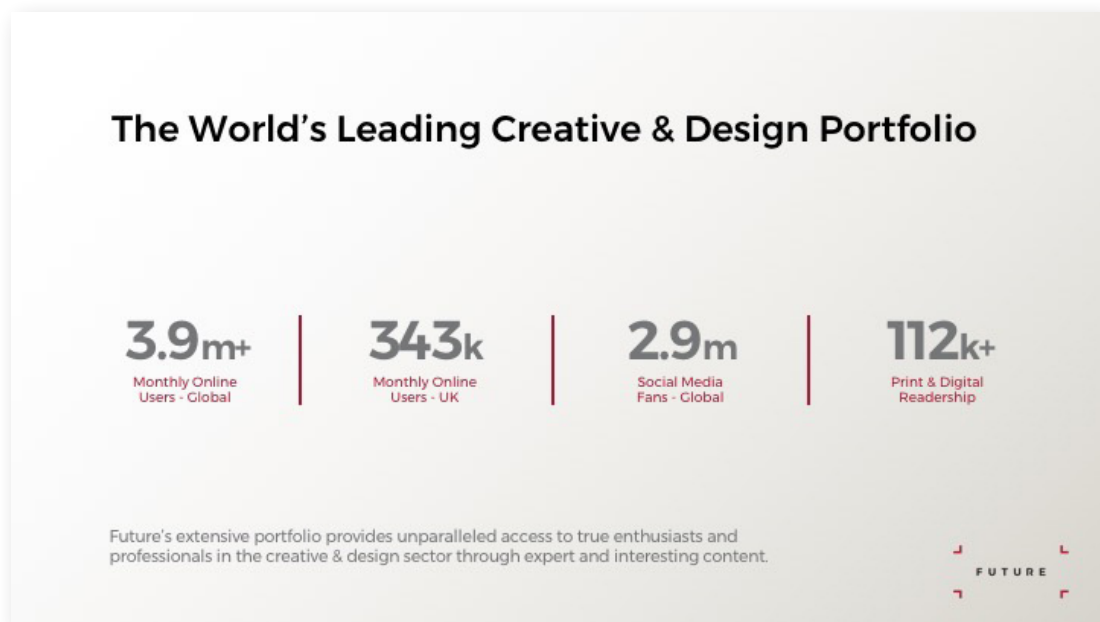 The World’s Leading Creative & Design Portfolio
3.9m+
Monthly Online
Users - Global
343k
Monthly Online
Users - UK
2.9m
Social Media
Fans - Global
112k+
Print & Digital
Readership
Future’s extensive portfolio provides unparalleled access to true enthusiasts and
professionals in the creative & design sector through expert and interesting content.
FUTURE